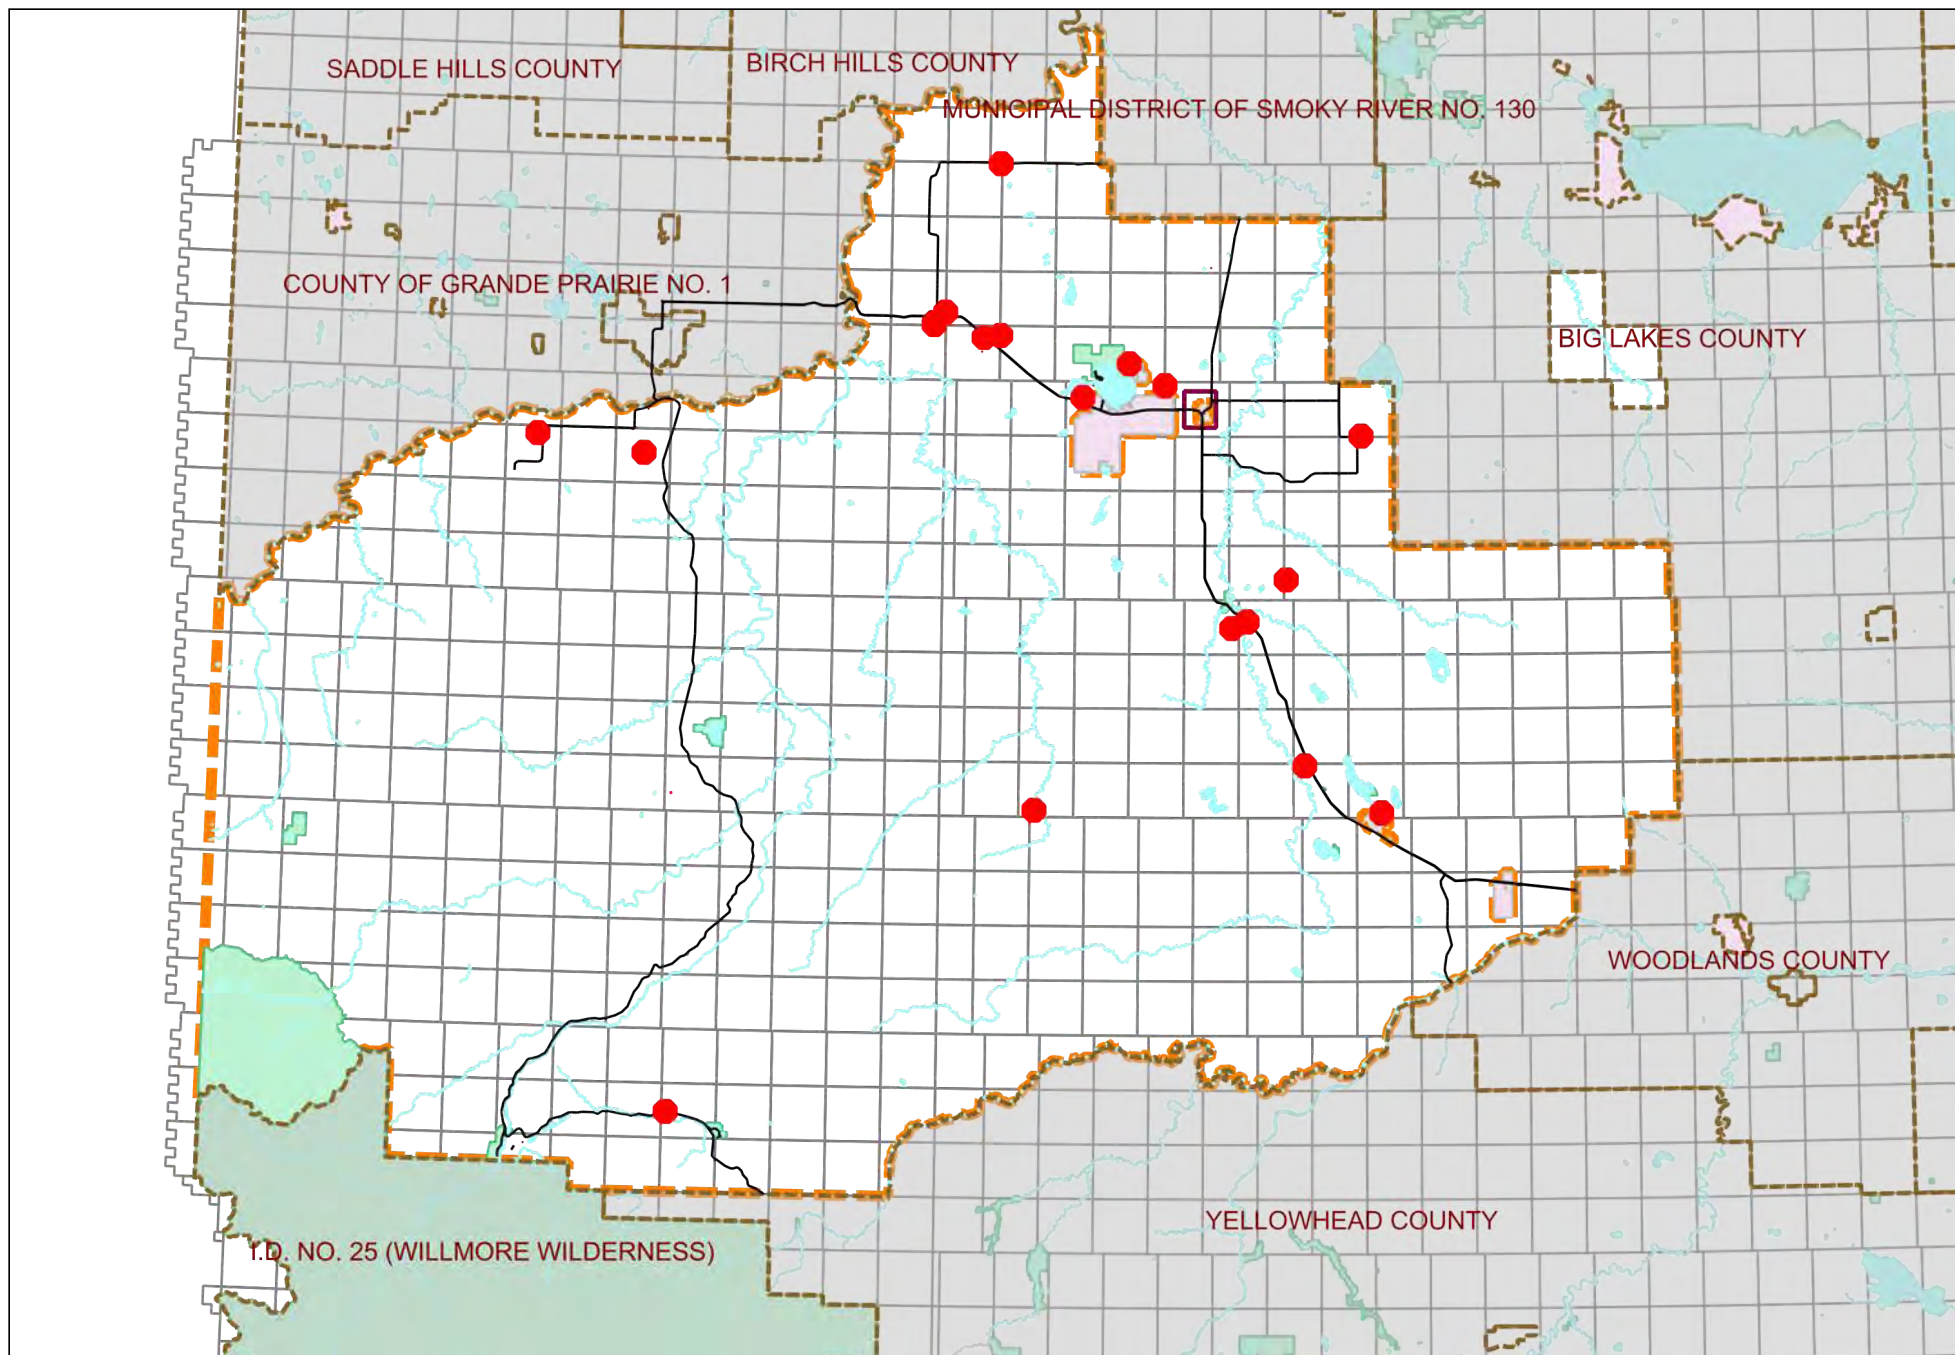 SADDLE HILLS COUNTY
BIRCH HILLS COUNTY
MUNICIPAL DISTRICT OF SMOKY RIVER NO. 130
COUNTY OF GRANDE PRAIRIE NO. 1
BIG LAKES COUNTY
WOODLANDS COUNTY
YELLOWHEAD COUNTY
I.D. NO. 25 (WILLMORE WILDERNESS)